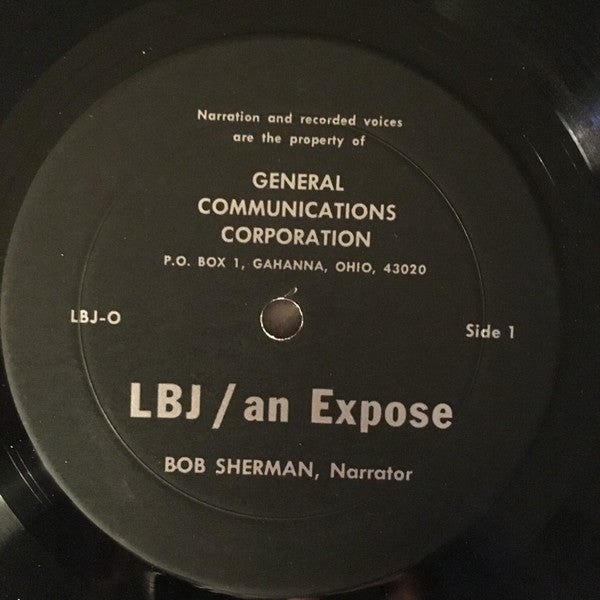 Narration and recorded voices
are the property of
GENERAL
COMMUNICATIONS
CORPORATION
P.O. BOX 1, GAHANNA, OHIO, 43020
LBJ-O
Side 1
LBJ / an Expose
BOB SHERMAN, Narrator